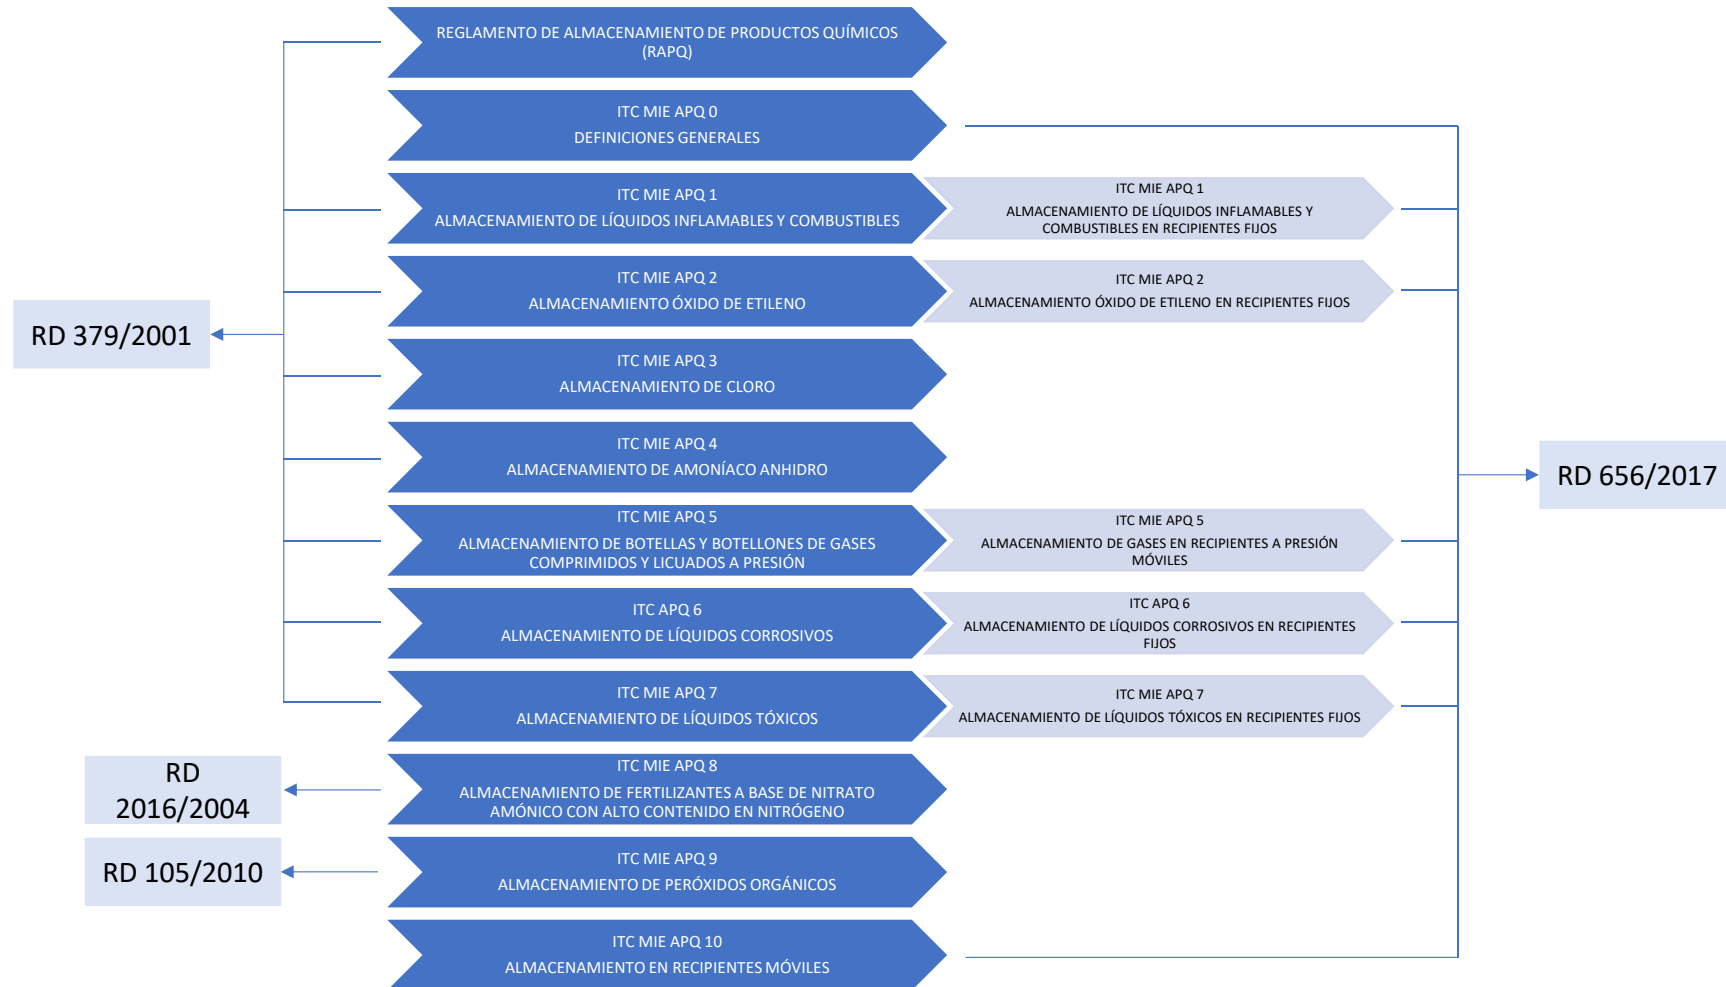 REGLAMENTO DE ALMACENAMIENTO DE PRODUCTOS QUÍMICOS
(RAPQ)
ITC MIE APQ 0
DEFINICIONES GENERALES
ITC MIE APQ 1
ALMACENAMIENTO DE LÍQUIDOS INFLAMABLES Y COMBUSTIBLES
ITC MIE APQ 1
ALMACENAMIENTO DE LÍQUIDOS INFLAMABLES Y
COMBUSTIBLES EN RECIPIENTES FIJOS
ITC MIE APQ 2
ALMACENAMIENTO ÓXIDO DE ETILENO
ITC MIE APQ 2
ALMACENAMIENTO ÓXIDO DE ETILENO EN RECIPIENTES FIJOS
RD 379/2001
ITC MIE APQ 3
ALMACENAMIENTO DE CLORO
ITC MIE APQ 4
ALMACENAMIENTO DE AMONÍACO ANHIDRO
RD 656/2017
ITC MIE APQ 5
ALMACENAMIENTO DE BOTELLAS Y BOTELLONES DE GASES
COMPRIMIDOS Y LICUADOS A PRESIÓN
ITC MIE APQ 5
ALMACENAMIENTO DE GASES EN RECIPIENTES A PRESIÓN
MÓVILES
ITC APQ 6
ALMACENAMIENTO DE LÍQUIDOS CORROSIVOS
ITC APQ 6
ALMACENAMIENTO DE LÍQUIDOS CORROSIVOS EN RECIPIENTES
FIJOS
ITC MIE APQ 7
ALMACENAMIENTO DE LÍQUIDOS TÓXICOS
ITC MIE APQ 7
ALMACENAMIENTO DE LÍQUIDOS TÓXICOS EN RECIPIENTES FIJOS
RD
2016/2004
ITC MIE APQ 8
ALMACENAMIENTO DE FERTILIZANTES A BASE DE NITRATO
AMÓNICO CON ALTO CONTENIDO EN NITRÓGENO
RD 105/2010
ITC MIE APQ 9
ALMACENAMIENTO DE PERÓXIDOS ORGÁNICOS
ITC MIE APQ 10
ALMACENAMIENTO EN RECIPIENTES MÓVILES